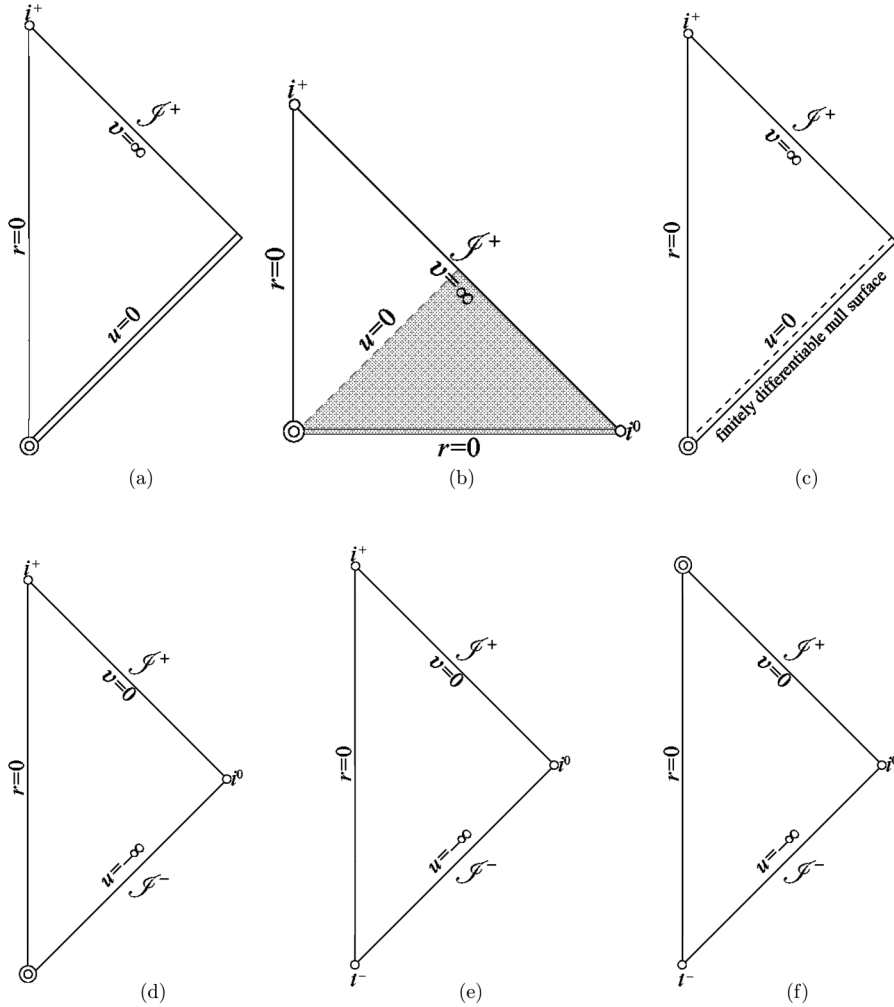 i⁺
𝓘⁺
v=∞
r=0
u=0
(a)
i⁺
𝓘⁺
v=∞
r=0
u=0
i⁰
r=0
(b)
i⁺
𝓘⁺
v=∞
r=0
u=0
finitely differentiable null surface
(c)
i⁺
𝓘⁺
v=0
r=0
i⁰
u=-∞
𝓘⁻
(d)
i⁺
𝓘⁺
v=0
r=0
i⁰
u=-∞
𝓘⁻
i⁻
(e)
𝓘⁺
v=0
r=0
i⁰
u=-∞
𝓘⁻
i⁻
(f)